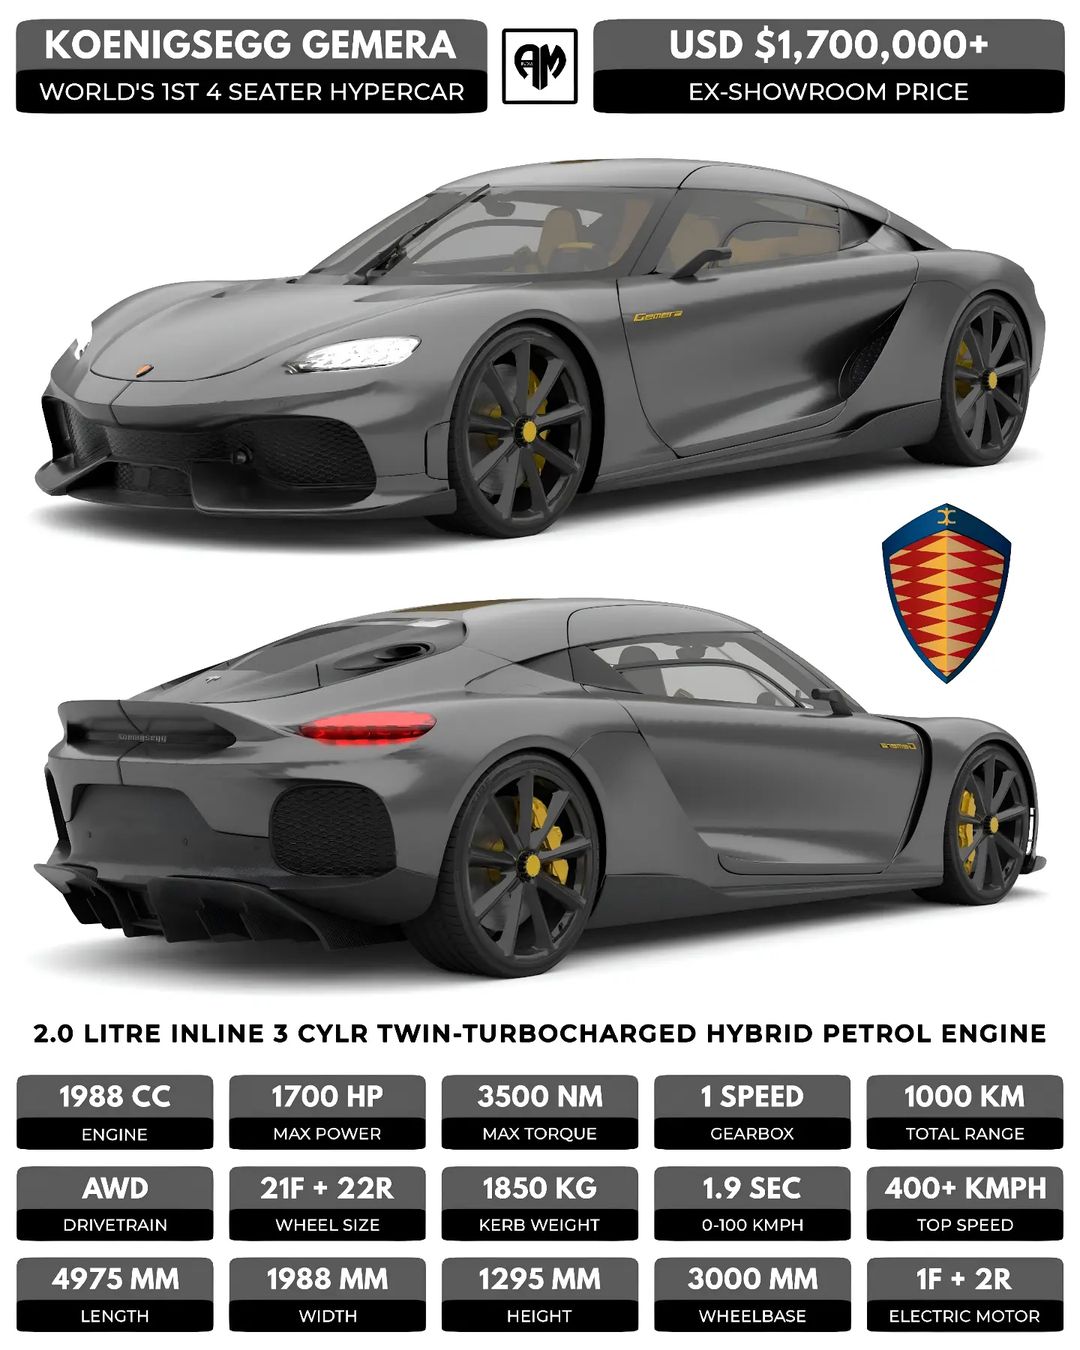 KOENIGSEGG GEMERA
WORLD'S 1ST 4 SEATER HYPERCAR
AM
USD $1,700,000+
EX-SHOWROOM PRICE
Gemera
KOENIGSEGG
2.0 LITRE INLINE 3 CYLR TWIN-TURBOCHARGED HYBRID PETROL ENGINE
1988 CC
ENGINE
1700 HP
MAX POWER
3500 NM
MAX TORQUE
1 SPEED
GEARBOX
1000 KM
TOTAL RANGE
AWD
DRIVETRAIN
21F + 22R
WHEEL SIZE
1850 KG
KERB WEIGHT
1.9 SEC
0-100 KMPH
400+ KMPH
TOP SPEED
4975 MM
LENGTH
1988 MM
WIDTH
1295 MM
HEIGHT
3000 MM
WHEELBASE
1F + 2R
ELECTRIC MOTOR